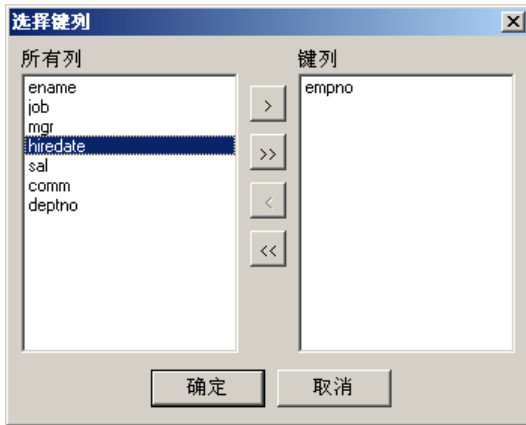 选择键列
所有列
键列
ename
job
mgr
hiredate
sal
comm
deptno
>
>>
<
<<
empno
确定
取消